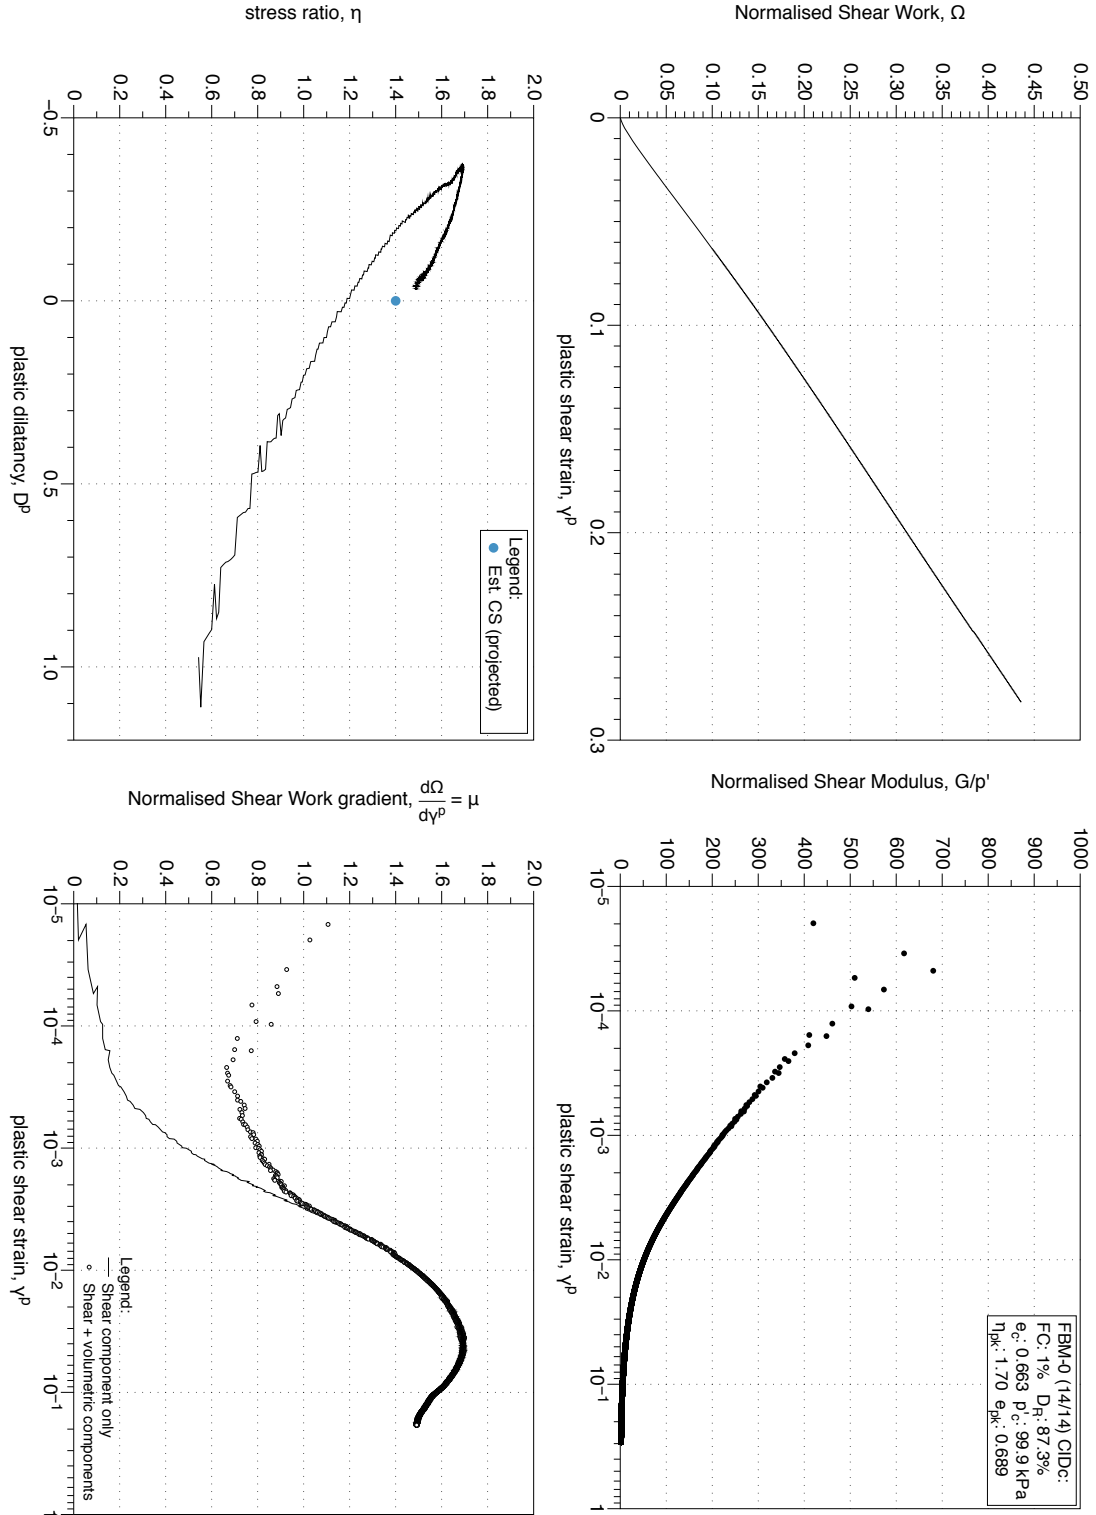 Normalised Shear Work, Ω
0.50
0.45
0.40
0.35
0.30
0.25
0.20
0.15
0.10
0.05
0
0 0.1 0.2 0.3
plastic shear strain, γᵖ
Normalised Shear Modulus, G/p'
1000
900
800
700
600
500
400
300
200
100
0
10⁻⁵ 10⁻⁴ 10⁻³ 10⁻² 10⁻¹ 1
plastic shear strain, γᵖ
FBM-0 (14/14) CIDc:
FC: 1% D_R: 87.3%
e_c: 0.663 p'_c: 99.9 kPa
η_pk: 1.70 e_pk: 0.689
stress ratio, η
2.0
1.8
1.6
1.4
1.2
1.0
0.8
0.6
0.4
0.2
0
−0.5 0 0.5 1.0
plastic dilatancy, Dᵖ
Legend:
Est. CS (projected)
Normalised Shear Work gradient, dΩ/dγᵖ = μ
2.0
1.8
1.6
1.4
1.2
1.0
0.8
0.6
0.4
0.2
0
10⁻⁵ 10⁻⁴ 10⁻³ 10⁻² 10⁻¹ 1
plastic shear strain, γᵖ
Legend:
Shear component only
Shear + volumetric components